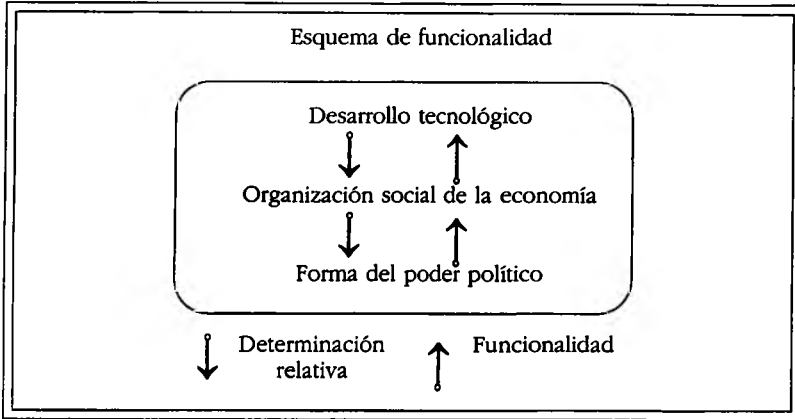 Esquema de funcionalidad
Desarrollo tecnológico
Organización social de la economía
Forma del poder político
Determinación relativa
Funcionalidad